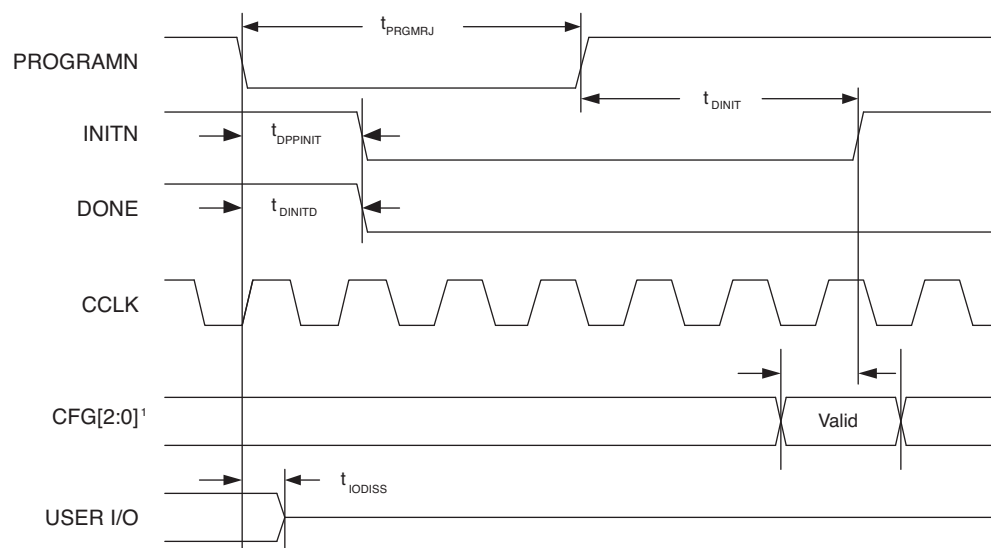 tPRGMRJ
PROGRAMN
tDINIT
INITN
tDPPINIT
DONE
tDINITD
CCLK
CFG[2:0]¹
Valid
tIODISS
USER I/O